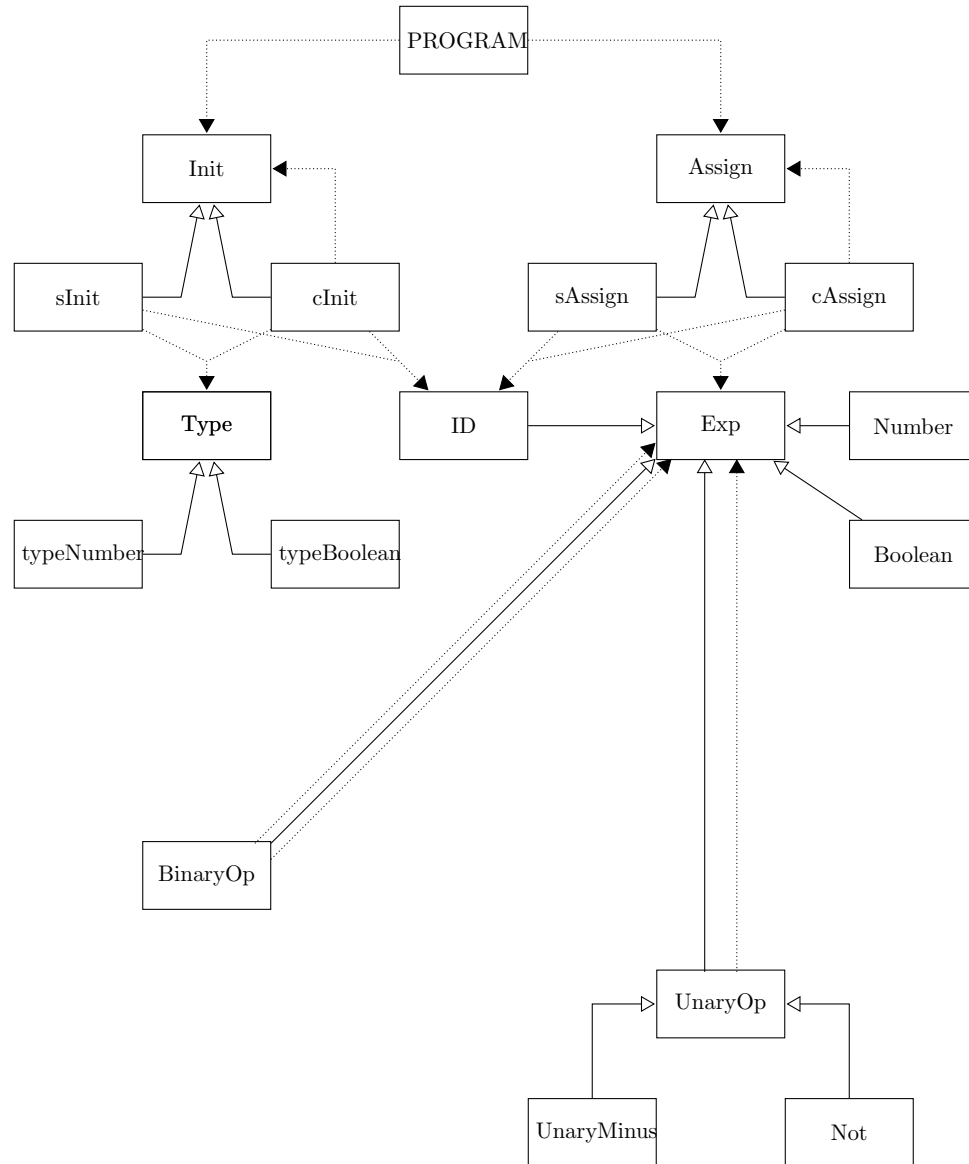 PROGRAM
Init
Assign
sInit
cInit
sAssign
cAssign
Type
ID
Exp
Number
typeNumber
typeBoolean
Boolean
BinaryOp
UnaryOp
UnaryMinus
Not